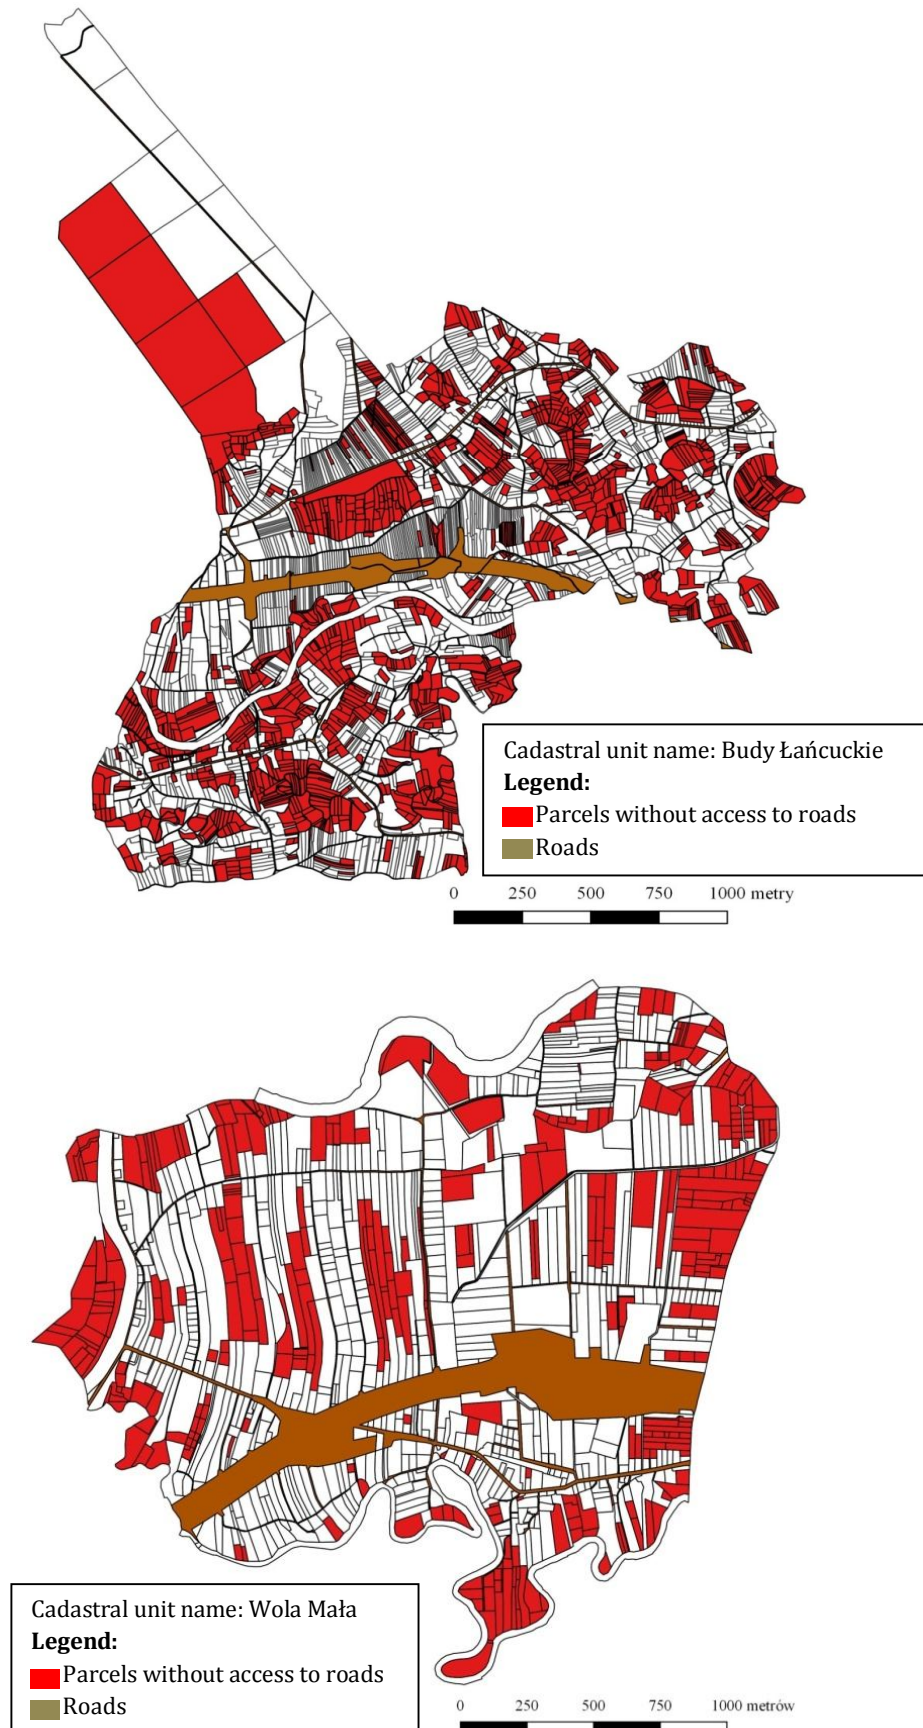 Cadastral unit name: Budy Łańcuckie
Legend:
Parcels without access to roads
Roads
0 250 500 750 1000 metry
Cadastral unit name: Wola Mała
Legend:
Parcels without access to roads
Roads
0 250 500 750 1000 metrów